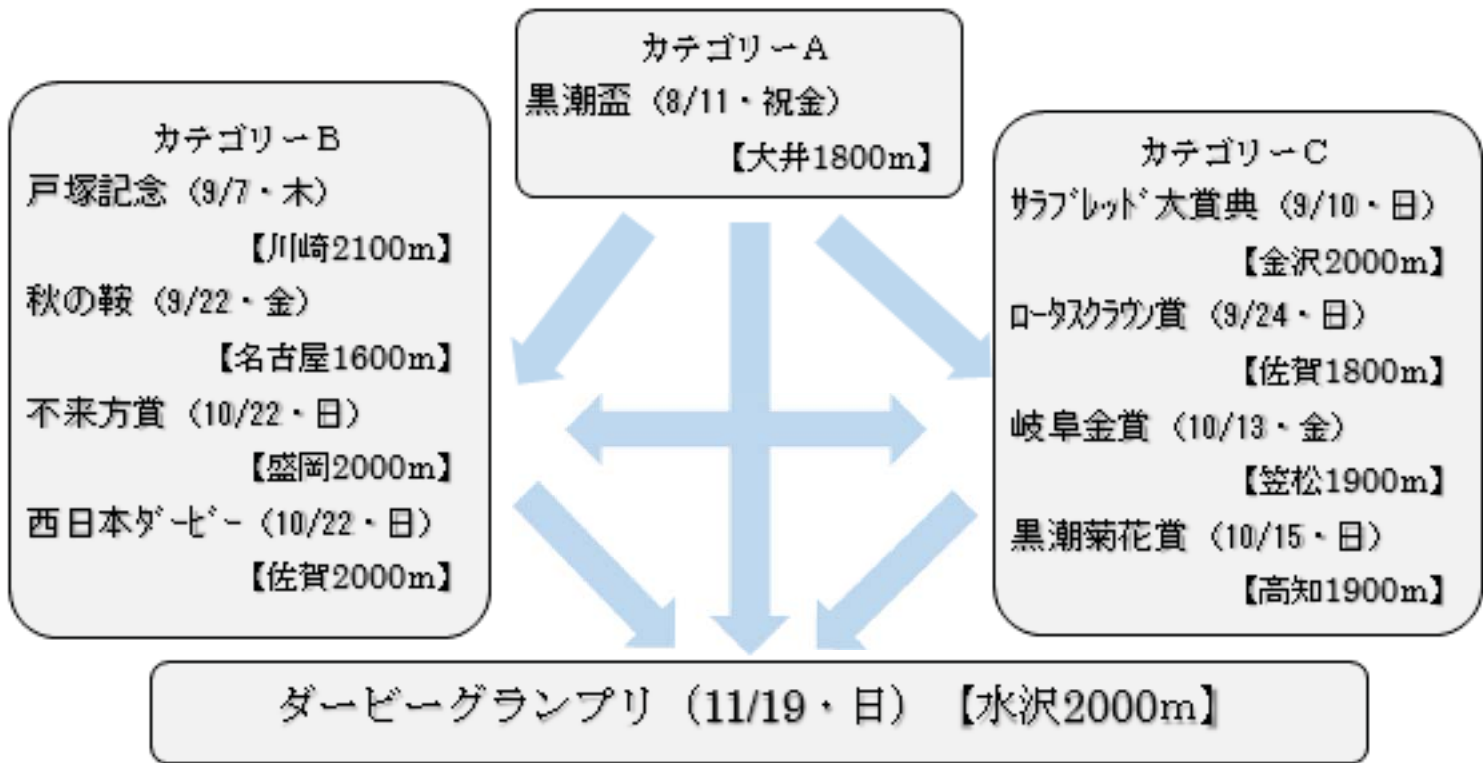 カテゴリーA
黒潮盃（8/11・祝金）
【大井1800m】
カテゴリーB
戸塚記念（9/7・木）
【川崎2100m】
秋の鞍（9/22・金）
【名古屋1600m】
不来方賞（10/22・日）
【盛岡2000m】
西日本ﾀﾞｰﾋﾞｰ（10/22・日）
【佐賀2000m】
カテゴリーC
ｻﾗﾌﾞﾚｯﾄﾞ大賞典（9/10・日）
【金沢2000m】
ﾛｰﾀｽｸﾗｳﾝ賞（9/24・日）
【佐賀1800m】
岐阜金賞（10/13・金）
【笠松1900m】
黒潮菊花賞（10/15・日）
【高知1900m】
ダービーグランプリ（11/19・日）【水沢2000m】